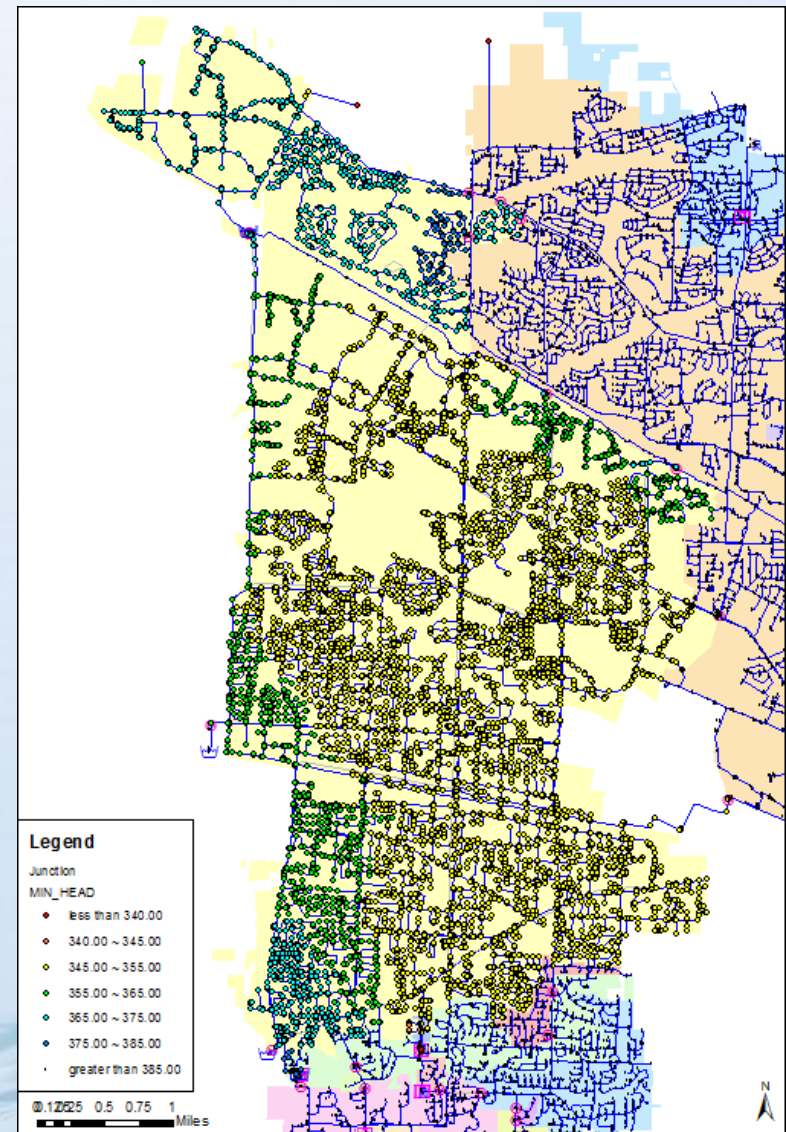 Legend
Junction
MIN_HEAD
less than 340.00
340.00 ~ 345.00
345.00 ~ 355.00
355.00 ~ 365.00
365.00 ~ 375.00
375.00 ~ 385.00
greater than 385.00
N
0.5 0.75 1
Miles